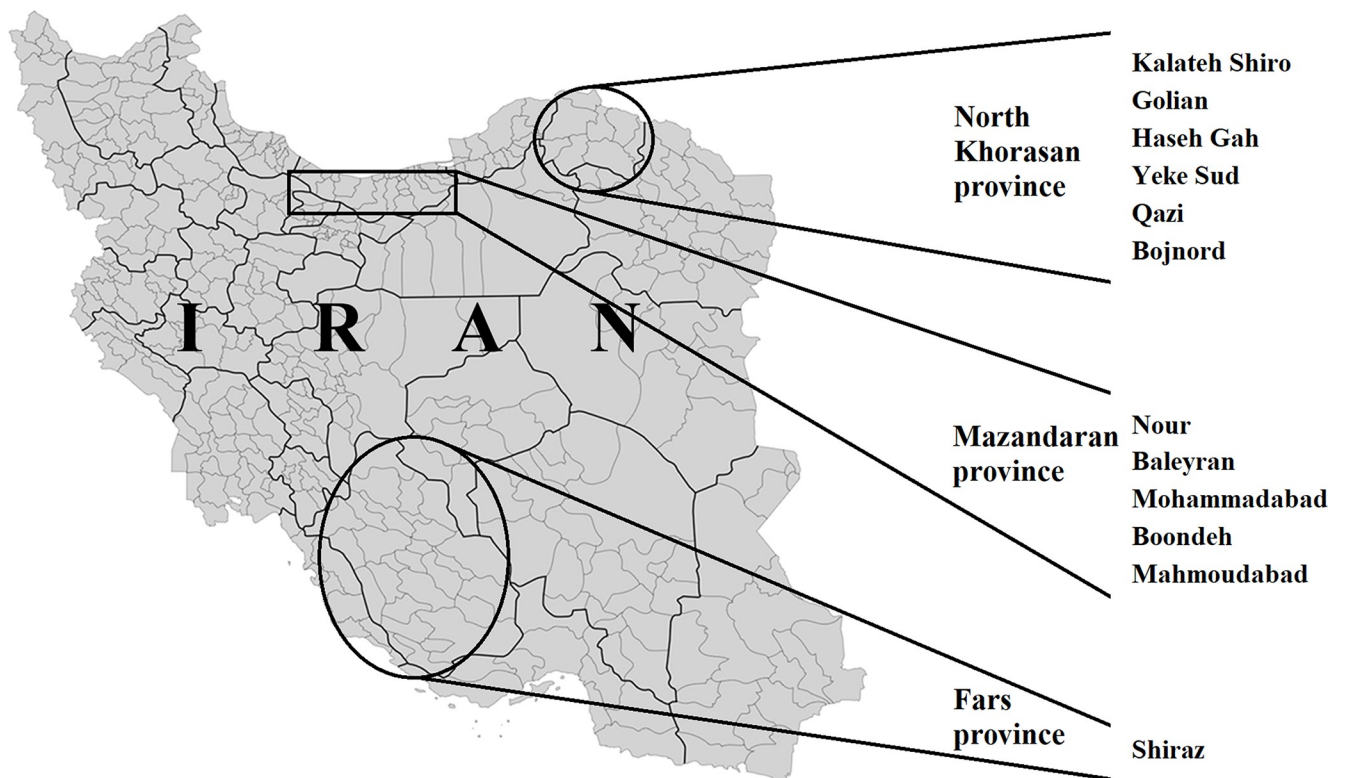 I R A N
North
Khorasan
province
Kalateh Shiro
Golian
Haseh Gah
Yeke Sud
Qazi
Bojnord
Mazandaran
province
Nour
Baleyran
Mohammadabad
Boondeh
Mahmoudabad
Fars
province
Shiraz